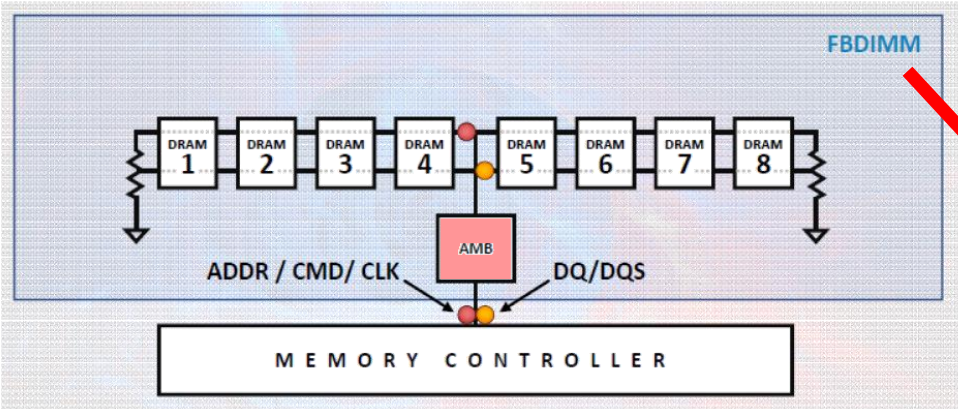 FBDIMM
DRAM DRAM DRAM DRAM DRAM DRAM DRAM DRAM
1 2 3 4 5 6 7 8
AMB
ADDR / CMD/ CLK DQ/DQS
MEMORY CONTROLLER